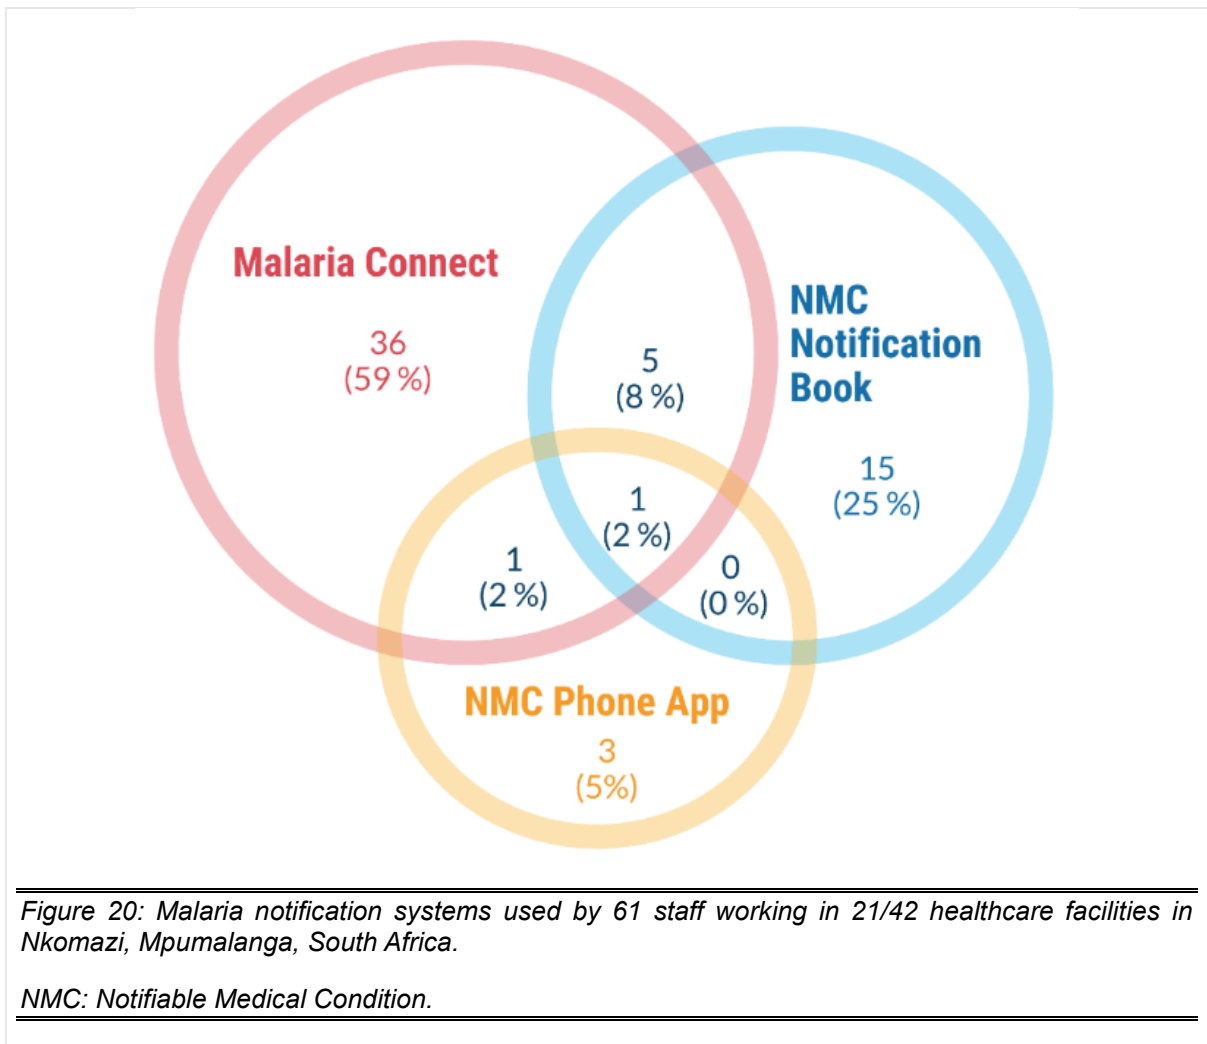 Malaria Connect
36
(59 %)
5
(8 %)
NMC
Notification
Book
15
(25 %)
1
(2 %)
1
(2 %)
0
(0 %)
NMC Phone App
3
(5%)
Figure 20: Malaria notification systems used by 61 staff working in 21/42 healthcare facilities in
Nkomazi, Mpumalanga, South Africa.
NMC: Notifiable Medical Condition.